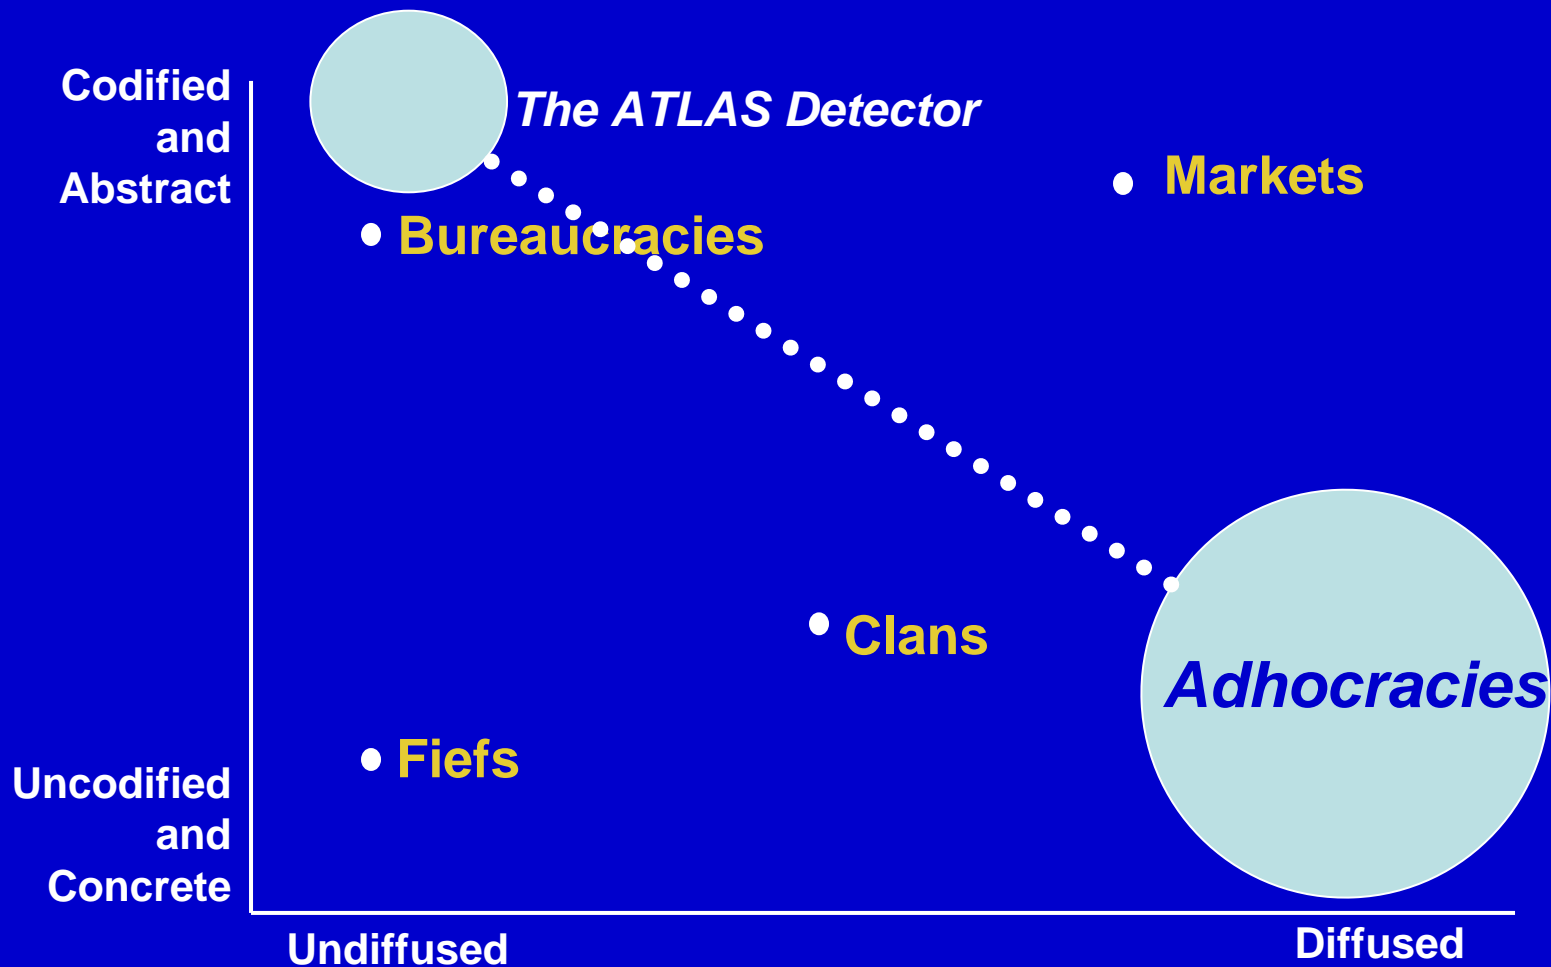 Codified
and
Abstract
The ATLAS Detector
Markets
Bureaucracies
Clans
Adhocracies
Fiefs
Uncodified
and
Concrete
Undiffused
Diffused